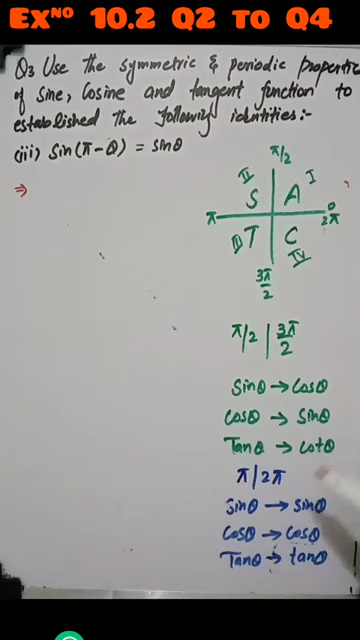 Ex№ 10.2 Q2 To Q4
Q3 Use the symmetric & periodic properties
of sine, cosine and tangent function to
established the following identities:-
(iii) Sin(π-θ) = sinθ
⇒
π/2
II I
S A
π 0
2π
III T C
IV
3π/2
π/2 | 3π/2
Sinθ → Cosθ
Cosθ → Sinθ
Tanθ → Cotθ
π/2π
Sinθ → sinθ
Cosθ → Cosθ
Tanθ → tanθ